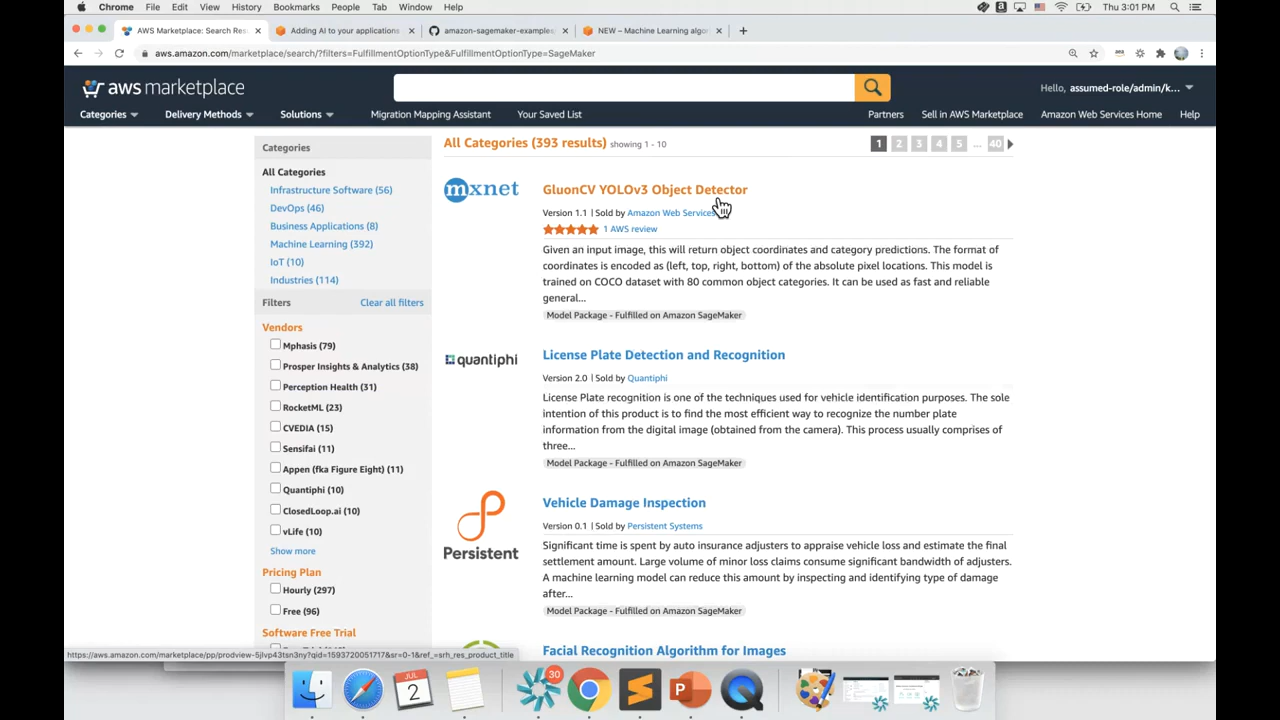 Chrome File Edit View History Bookmarks People Tab Window Help Thu 3:01 PM
AWS Marketplace: Search Res
Adding AI to your applications
amazon-sagemaker-examples
NEW – Machine Learning algor
aws.amazon.com/marketplace/search/?filters=FulfillmentOptionType&FulfillmentOptionType=SageMaker
aws marketplace
Hello, assumed-role/admin/k...
Categories Delivery Methods Solutions Migration Mapping Assistant Your Saved List Partners Sell in AWS Marketplace Amazon Web Services Home Help
Categories
All Categories
Infrastructure Software (56)
DevOps (46)
Business Applications (8)
Machine Learning (392)
IoT (10)
Industries (114)
Filters Clear all filters
Vendors
Mphasis (79)
Prosper Insights & Analytics (38)
Perception Health (31)
RocketML (23)
CVEDIA (15)
Sensifai (11)
Appen (fka Figure Eight) (11)
Quantiphi (10)
ClosedLoop.ai (10)
vLife (10)
Show more
Pricing Plan
Hourly (297)
Free (96)
Software Free Trial
All Categories (393 results) showing 1 - 10
1 2 3 4 5 ... 40
mxnet
GluonCV YOLOv3 Object Detector
Version 1.1 | Sold by Amazon Web Services
1 AWS review
Given an input image, this will return object coordinates and category predictions. The format of
coordinates is encoded as (left, top, right, bottom) of the absolute pixel locations. This model is
trained on COCO dataset with 80 common object categories. It can be used as fast and reliable
general...
Model Package - Fulfilled on Amazon SageMaker
quantiphi
License Plate Detection and Recognition
Version 2.0 | Sold by Quantiphi
License Plate recognition is one of the techniques used for vehicle identification purposes. The sole
intention of this product is to find the most efficient way to recognize the number plate
information from the digital image (obtained from the camera). This process usually comprises of
three...
Model Package - Fulfilled on Amazon SageMaker
Persistent
Vehicle Damage Inspection
Version 0.1 | Sold by Persistent Systems
Significant time is spent by auto insurance adjusters to appraise vehicle loss and estimate the final
settlement amount. Large volume of minor loss claims consume significant bandwidth of adjusters.
A machine learning model can reduce this amount by inspecting and identifying type of damage
after...
Model Package - Fulfilled on Amazon SageMaker
Facial Recognition Algorithm for Images
https://aws.amazon.com/marketplace/pp/prodview-5jlvp43tsn3ny?qid=1593720051717&sr=0-1&ref_=srh_res_product_title
JUL
2
30